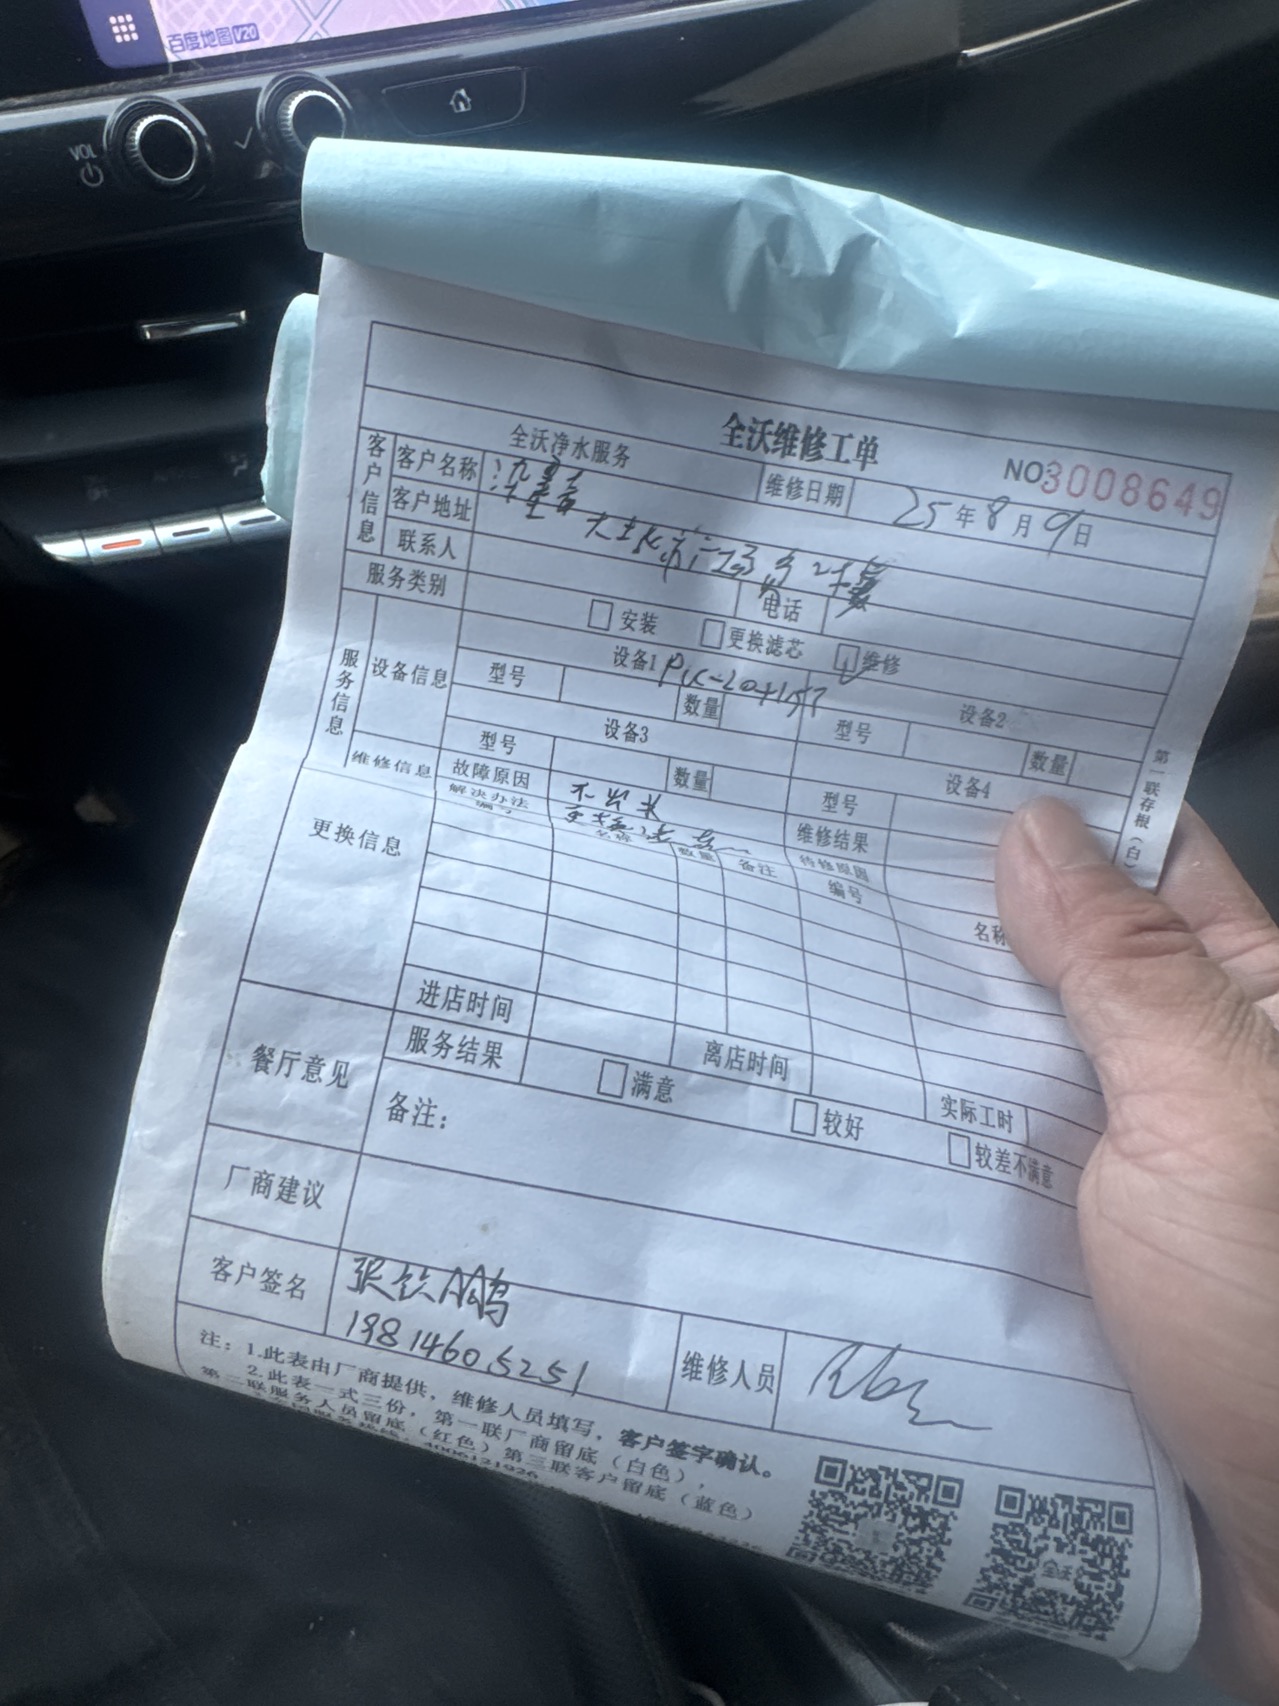 百度地图 V20
VOL
全沃维修工单
NO:3008649
全沃净水服务
维修日期 25年8月9日
客户信息
客户名称
客户地址
联系人
电话
服务类别 安装 更换滤芯 维修
服务信息
设备信息
设备1
设备2
型号 数量 型号 数量
设备3
设备4
型号 数量 型号
维修信息
故障原因 不出水 维修结果
解决办法 待修原因
更换信息
编号 名称 数量 备注 编号 名称
进店时间 离店时间 实际工时
餐厅意见
服务结果 满意 较好 较差不满意
备注:
厂商建议
客户签名 张钦鹏
19814605251
维修人员
第一联存根(白)
注:1.此表由厂商提供,维修人员填写,客户签字确认。
2.此表一式三份,第一联厂商留底(白色),
第二联服务人员留底(红色)第三联客户留底(蓝色)
4006121926